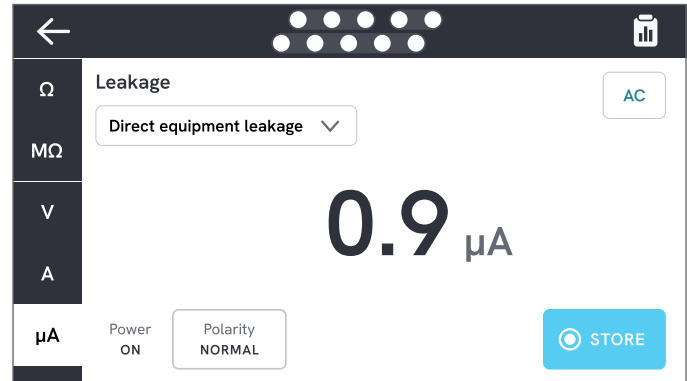 Ω
MΩ
V
A
μA
Leakage
Direct equipment leakage
AC
0.9 μA
Power
ON
Polarity
NORMAL
STORE